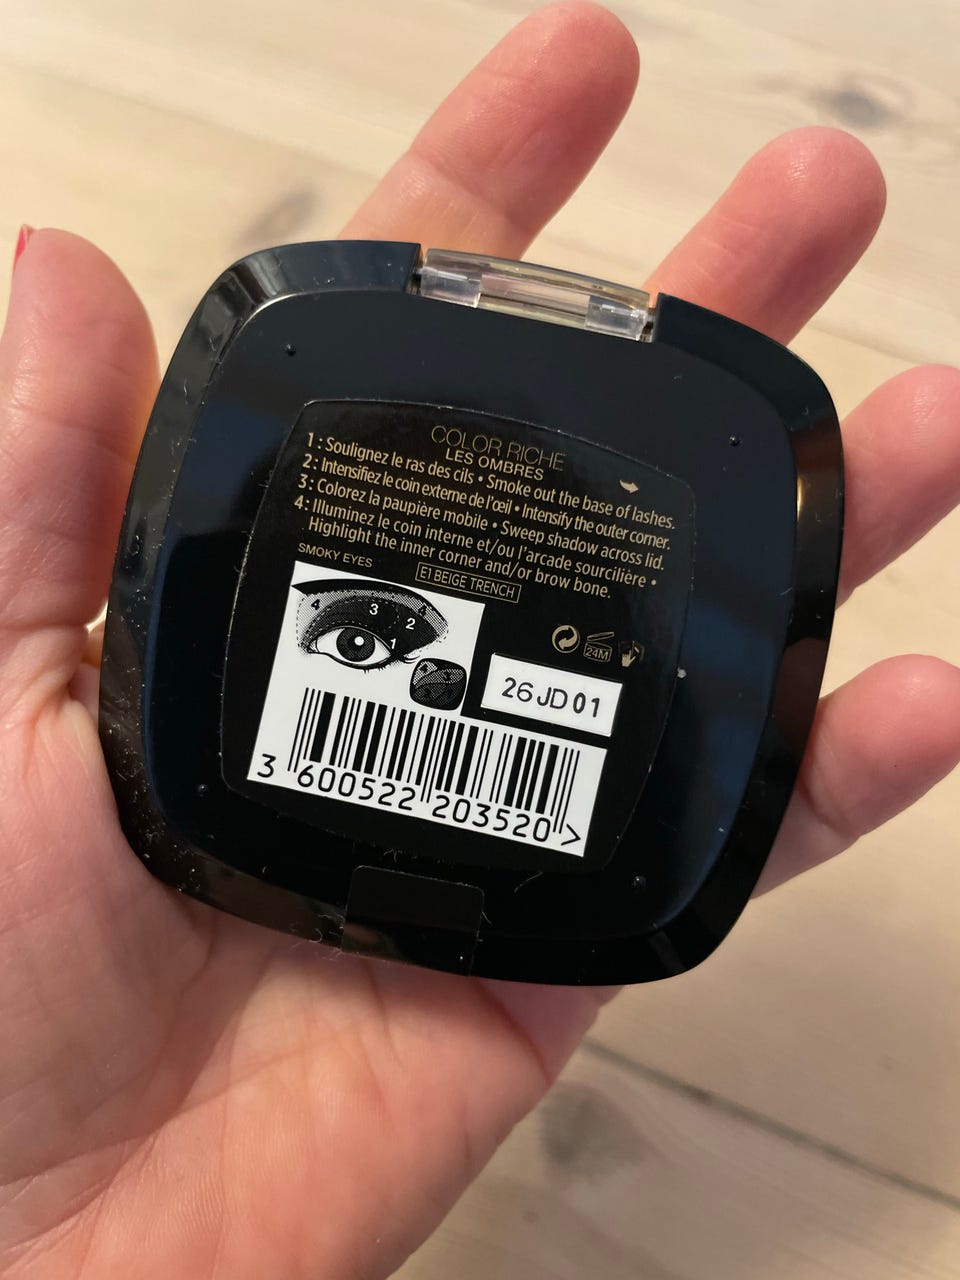 COLOR RICHE
LES OMBRES
1 : Soulignez le ras des cils • Smoke out the base of lashes.
2 : Intensifiez le coin externe de l'œil • Intensify the outer corner.
3 : Colorez la paupière mobile • Sweep shadow across lid.
4 : Illuminez le coin interne et/ou l'arcade sourcilière •
Highlight the inner corner and/or brow bone.
SMOKY EYES
E1 BEIGE TRENCH
4 3 4
2
1
24M
26JD01
3 600522 203520 >